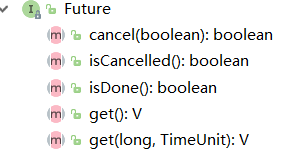 Future
cancel(boolean): boolean
isCancelled(): boolean
isDone(): boolean
get(): V
get(long, TimeUnit): V